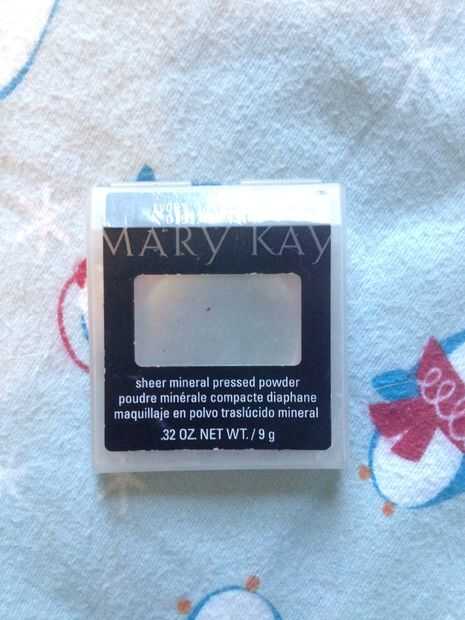 MARY KAY
sheer mineral pressed powder
poudre minérale compacte diaphane
maquillaje en polvo traslúcido mineral
.32 OZ. NET WT. / 9 g